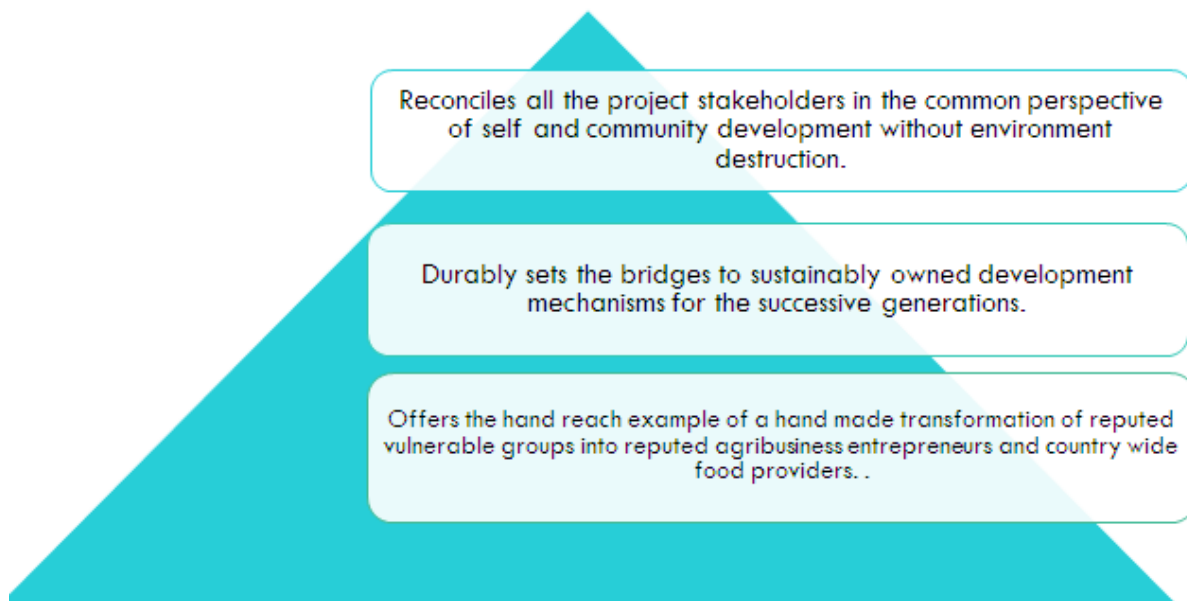 Reconciles all the project stakeholders in the common perspective
of self and community development without environment
destruction.
Durably sets the bridges to sustainably owned development
mechanisms for the successive generations.
Offers the hand reach example of a hand made transformation of reputed
vulnerable groups into reputed agribusiness entrepreneurs and country wide
food providers. .